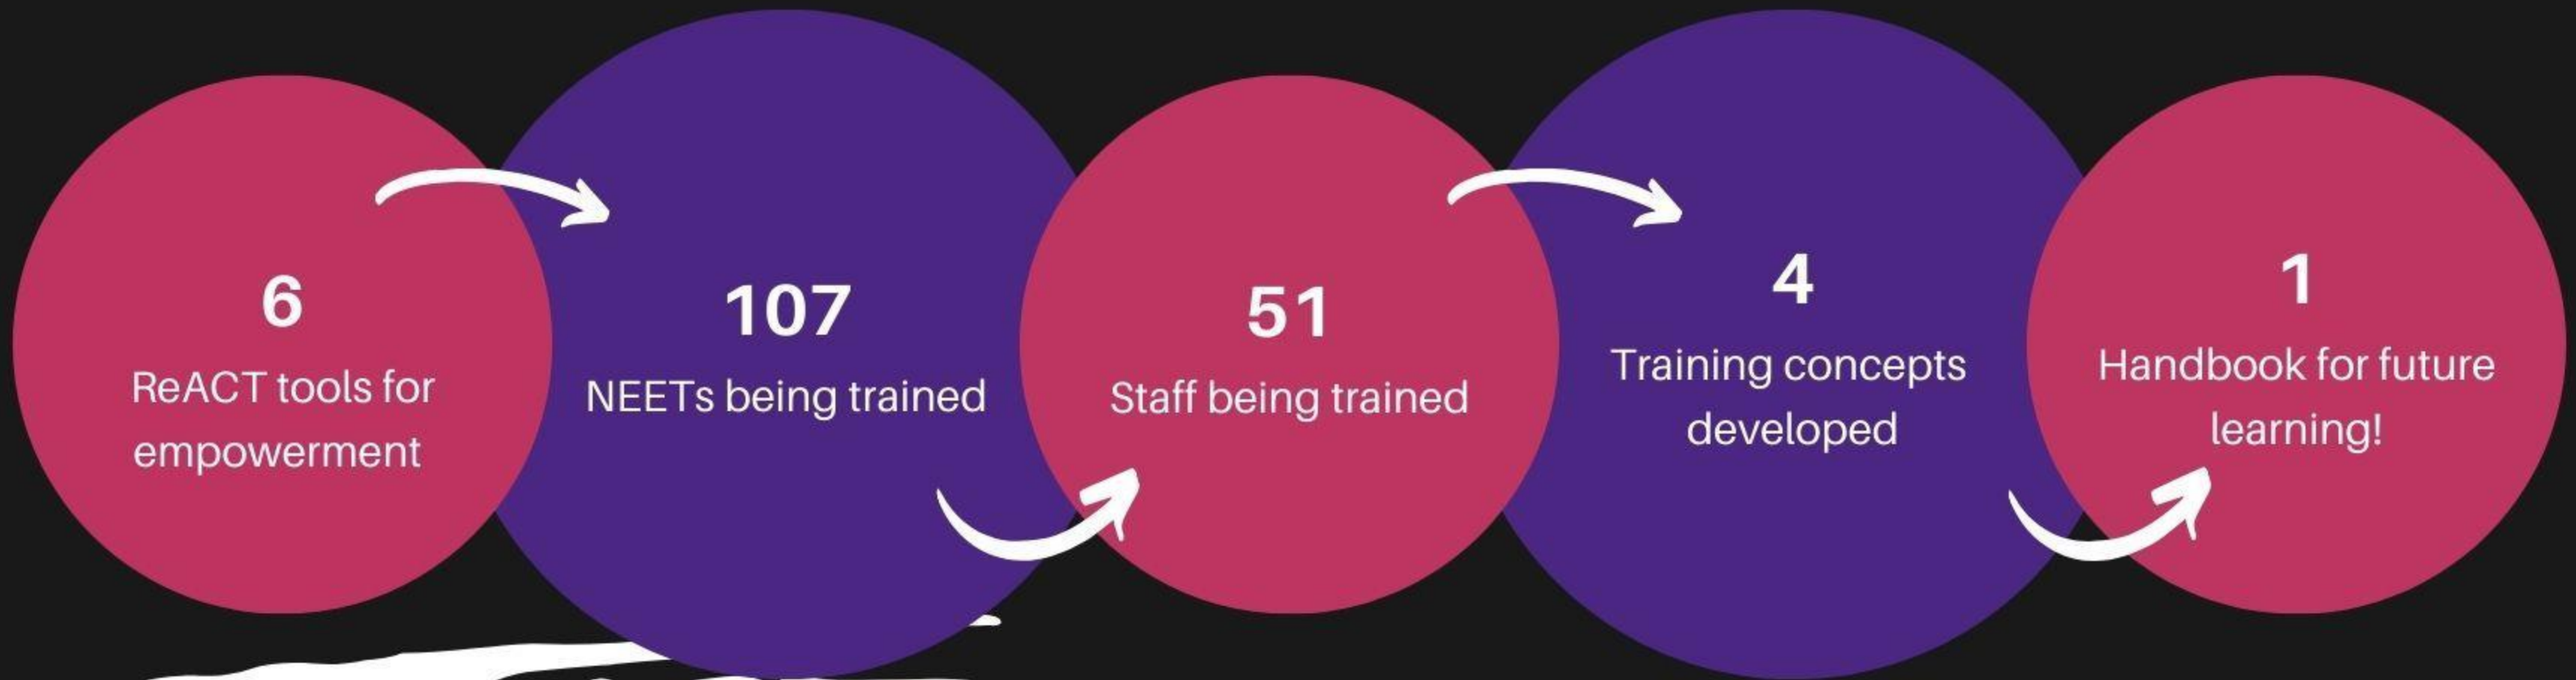 6
ReACT tools for
empowerment
107
NEETs being trained
51
Staff being trained
4
Training concepts
developed
1
Handbook for future
learning!